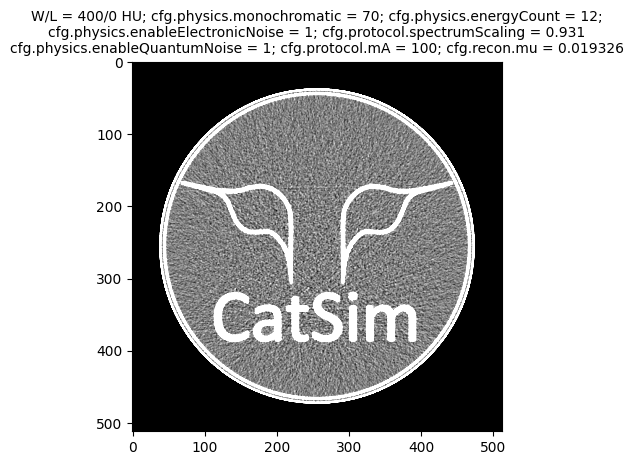 W/L = 400/0 HU; cfg.physics.monochromatic = 70; cfg.physics.energyCount = 12;
cfg.physics.enableElectronicNoise = 1; cfg.protocol.spectrumScaling = 0.931
cfg.physics.enableQuantumNoise = 1; cfg.protocol.mA = 100; cfg.recon.mu = 0.019326
0
100
200
300
CatSim
400
500
0 100 200 300 400 500